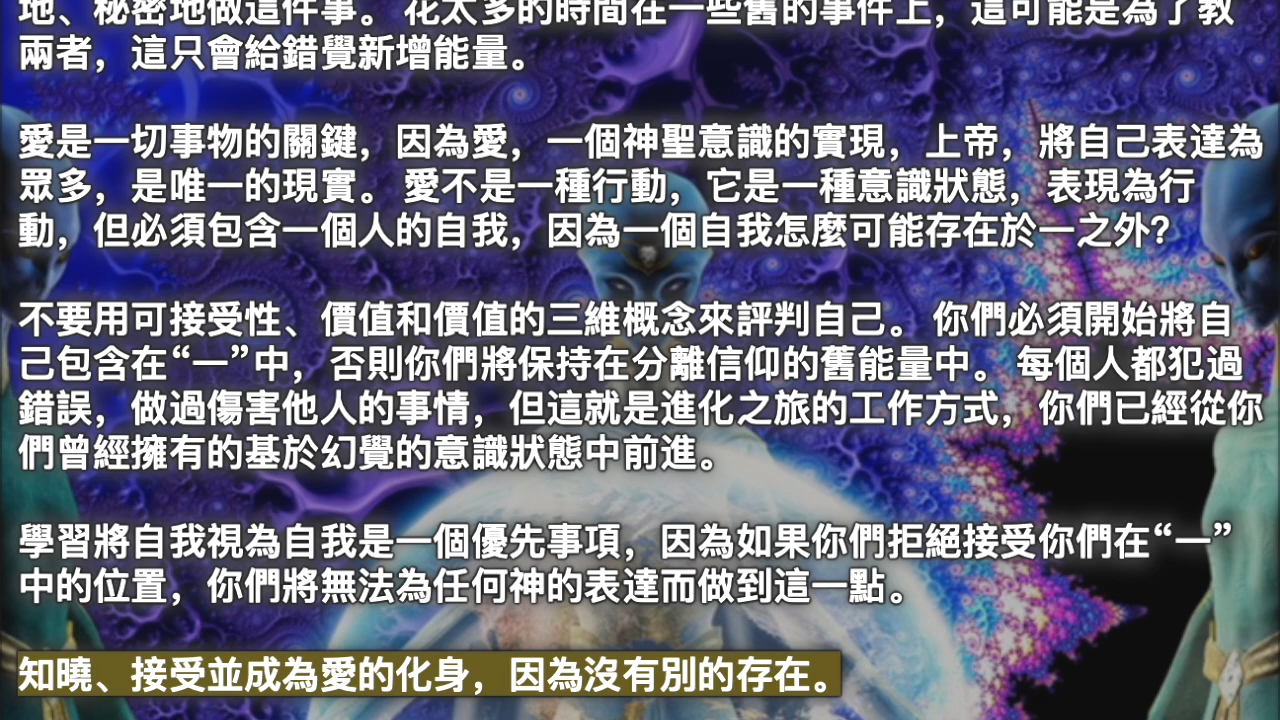 地、秘密地做這件事。 花太多的時間在一些舊的事件上，這可能是為了教
兩者，這只會給錯覺新增能量。
愛是一切事物的關鍵，因為愛，一個神聖意識的實現，上帝，將自己表達為
眾多，是唯一的現實。 愛不是一種行動，它是一種意識狀態，表現為行
動，但必須包含一個人的自我，因為一個自我怎麼可能存在於一之外？
不要用可接受性、價值和價值的三維概念來評判自己。 你們必須開始將自
己包含在“一”中，否則你們將保持在分離信仰的舊能量中。 每個人都犯過
錯誤，做過傷害他人的事情，但這就是進化之旅的工作方式，你們已經從你
們曾經擁有的基於幻覺的意識狀態中前進。
學習將自我視為自我是一個優先事項，因為如果你們拒絕接受你們在“一”
中的位置，你們將無法為任何神的表達而做到這一點。
知曉、接受並成為愛的化身，因為沒有別的存在。